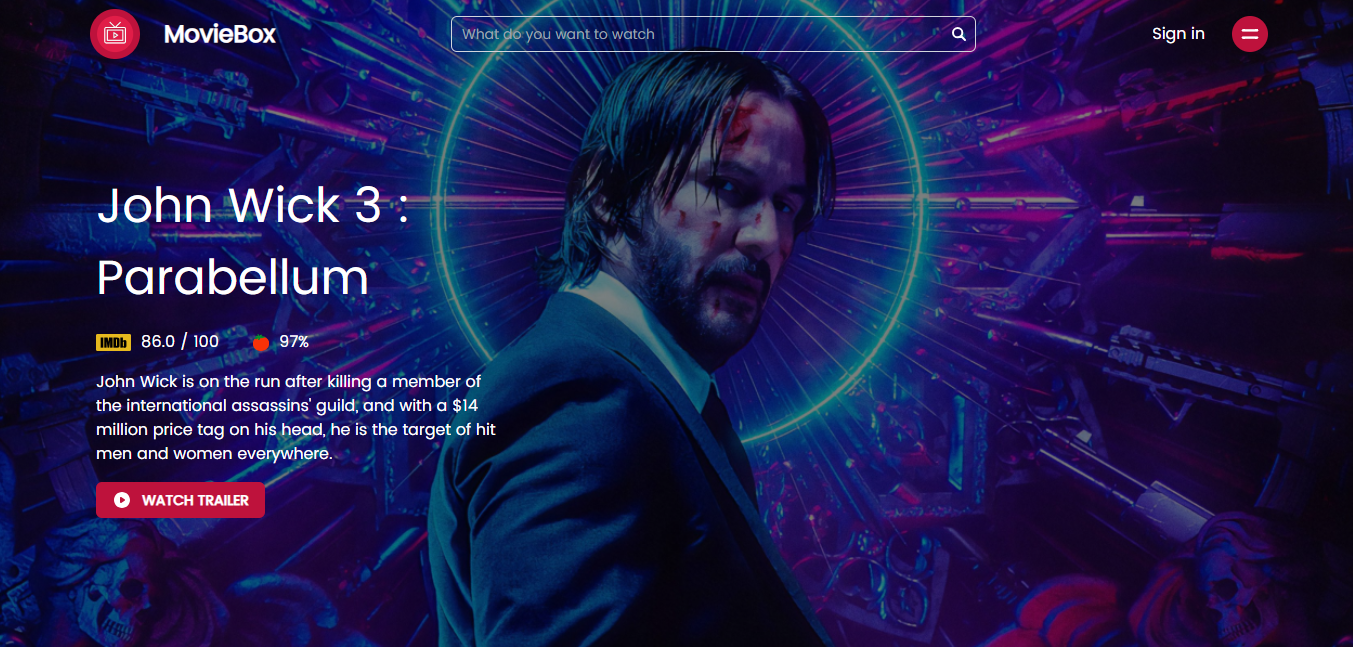 MovieBox
What do you want to watch
Sign in
John Wick 3 :
Parabellum
IMDb 86.0 / 100 97%
John Wick is on the run after killing a member of
the international assassins' guild, and with a $14
million price tag on his head, he is the target of hit
men and women everywhere.
WATCH TRAILER